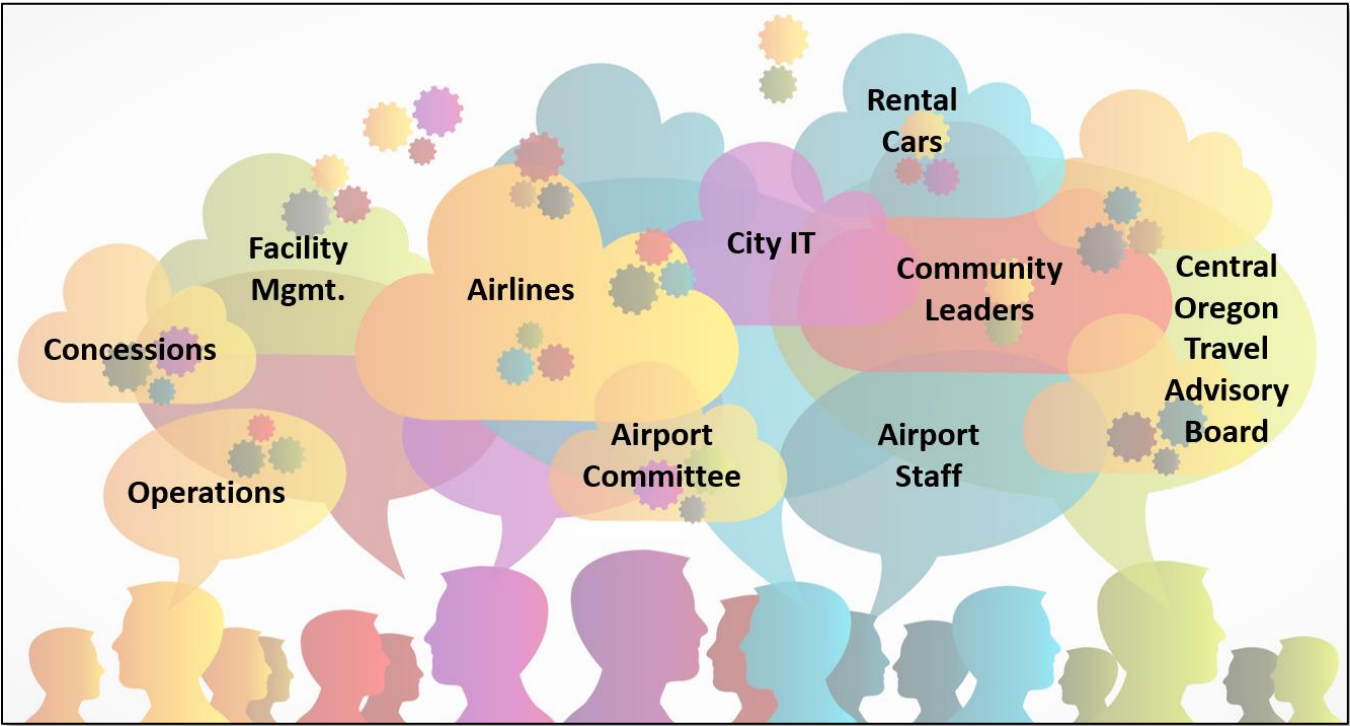 Rental
Cars
Facility
Mgmt.
City IT
Airlines
Community
Leaders
Central
Oregon
Travel
Advisory
Board
Concessions
Airport
Committee
Airport
Staff
Operations